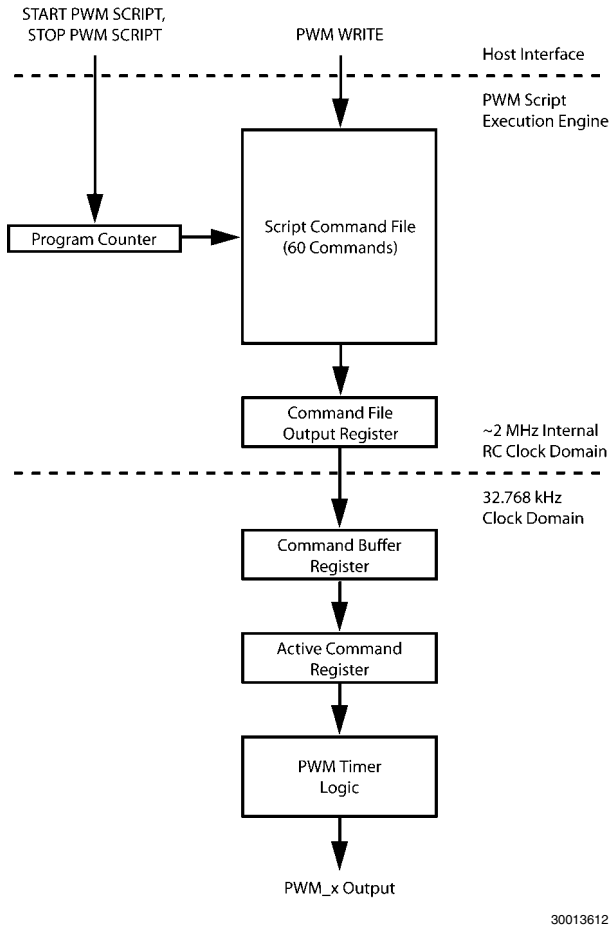 START PWM SCRIPT,
STOP PWM SCRIPT
PWM WRITE
Host Interface
PWM Script
Execution Engine
Script Command File
(60 Commands)
Program Counter
Command File
Output Register
~2 MHz Internal
RC Clock Domain
32.768 kHz
Clock Domain
Command Buffer
Register
Active Command
Register
PWM Timer
Logic
PWM_x Output
30013612